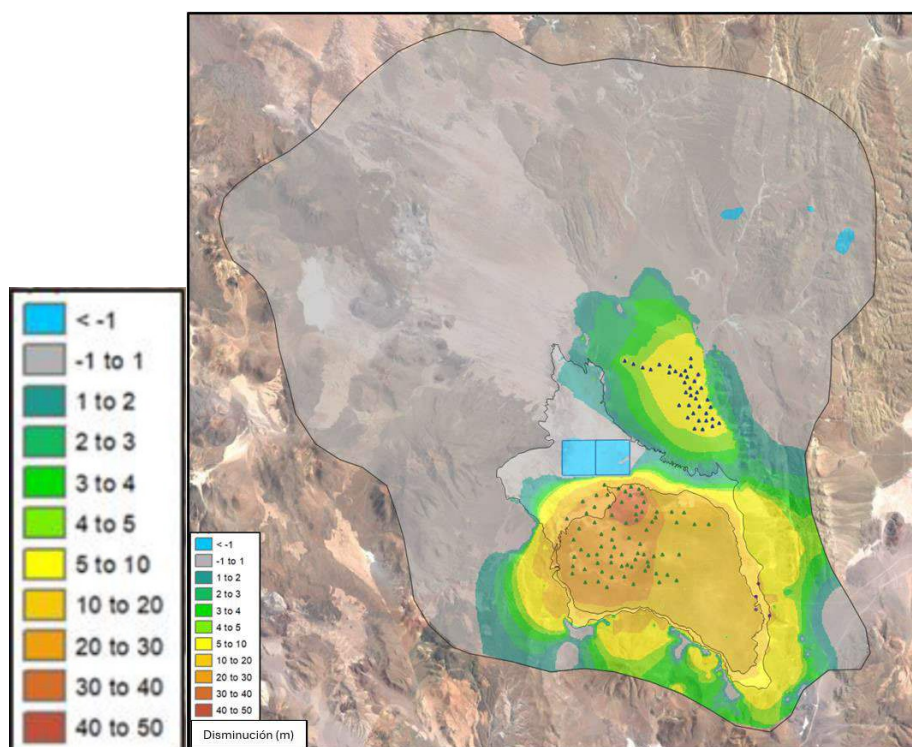 < -1
-1 to 1
1 to 2
2 to 3
3 to 4
4 to 5
5 to 10
10 to 20
20 to 30
30 to 40
40 to 50
< -1
-1 to 1
1 to 2
2 to 3
3 to 4
4 to 5
5 to 10
10 to 20
20 to 30
30 to 40
40 to 50
Disminución (m)